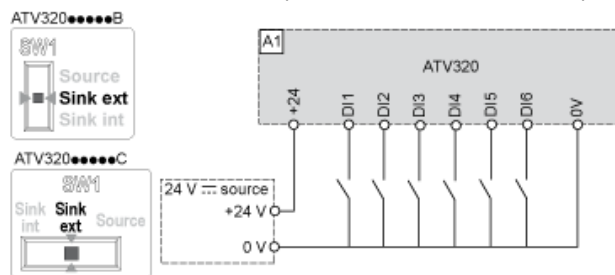 ATV320●●●●●B
SW1
Source
Sink ext
Sink int
A1
ATV320
+24
DI1
DI2
DI3
DI4
DI5
DI6
0V
ATV320●●●●●C
SW1
Sink int
Sink ext
Source
24 V ⎓ source
+24 V
0 V